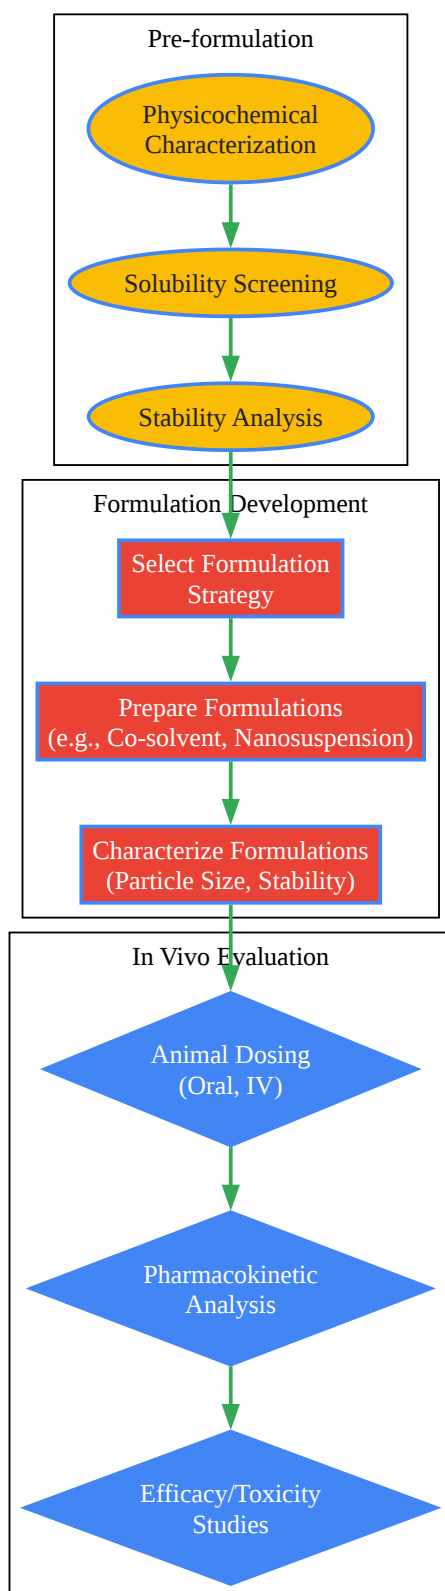 Pre-formulation
Physicochemical
Characterization
Solubility Screening
Stability Analysis
Formulation Development
Select Formulation
Strategy
Prepare Formulations
(e.g., Co-solvent, Nanosuspension)
Characterize Formulations
(Particle Size, Stability)
In Vivo Evaluation
Animal Dosing
(Oral, IV)
Pharmacokinetic
Analysis
Efficacy/Toxicity
Studies